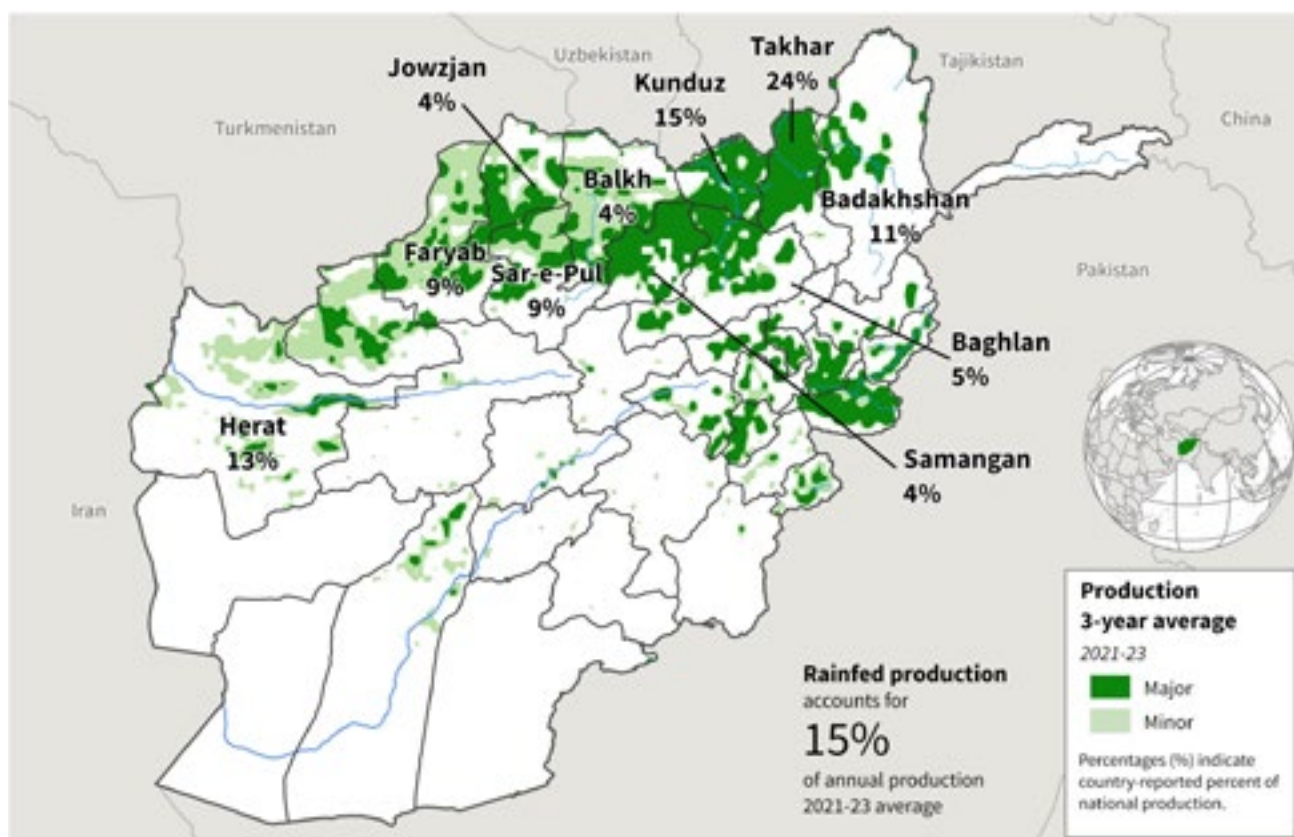 Takhar
24%
Uzbekistan
Tajikistan
Jowzjan
4%
Kunduz
15%
Turkmenistan
China
Balkh
4%
Badakhshan
11%
Faryab
9%
Sar-e-Pul
9%
Pakistan
Baghlan
5%
Herat
13%
Samangan
4%
Iran
Rainfed production
accounts for
15%
of annual production
2021-23 average
Production
3-year average
2021-23
Major
Minor
Percentages (%) indicate
country-reported percent of
national production.